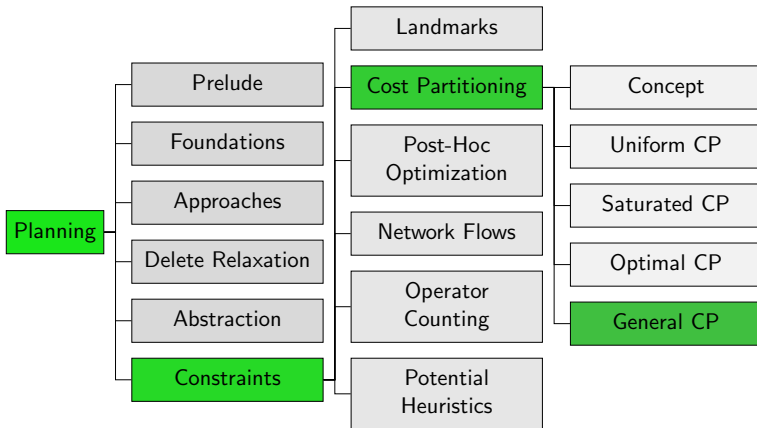 Planning
Prelude
Foundations
Approaches
Delete Relaxation
Abstraction
Constraints
Landmarks
Cost Partitioning
Post-Hoc
Optimization
Network Flows
Operator
Counting
Potential
Heuristics
Concept
Uniform CP
Saturated CP
Optimal CP
General CP